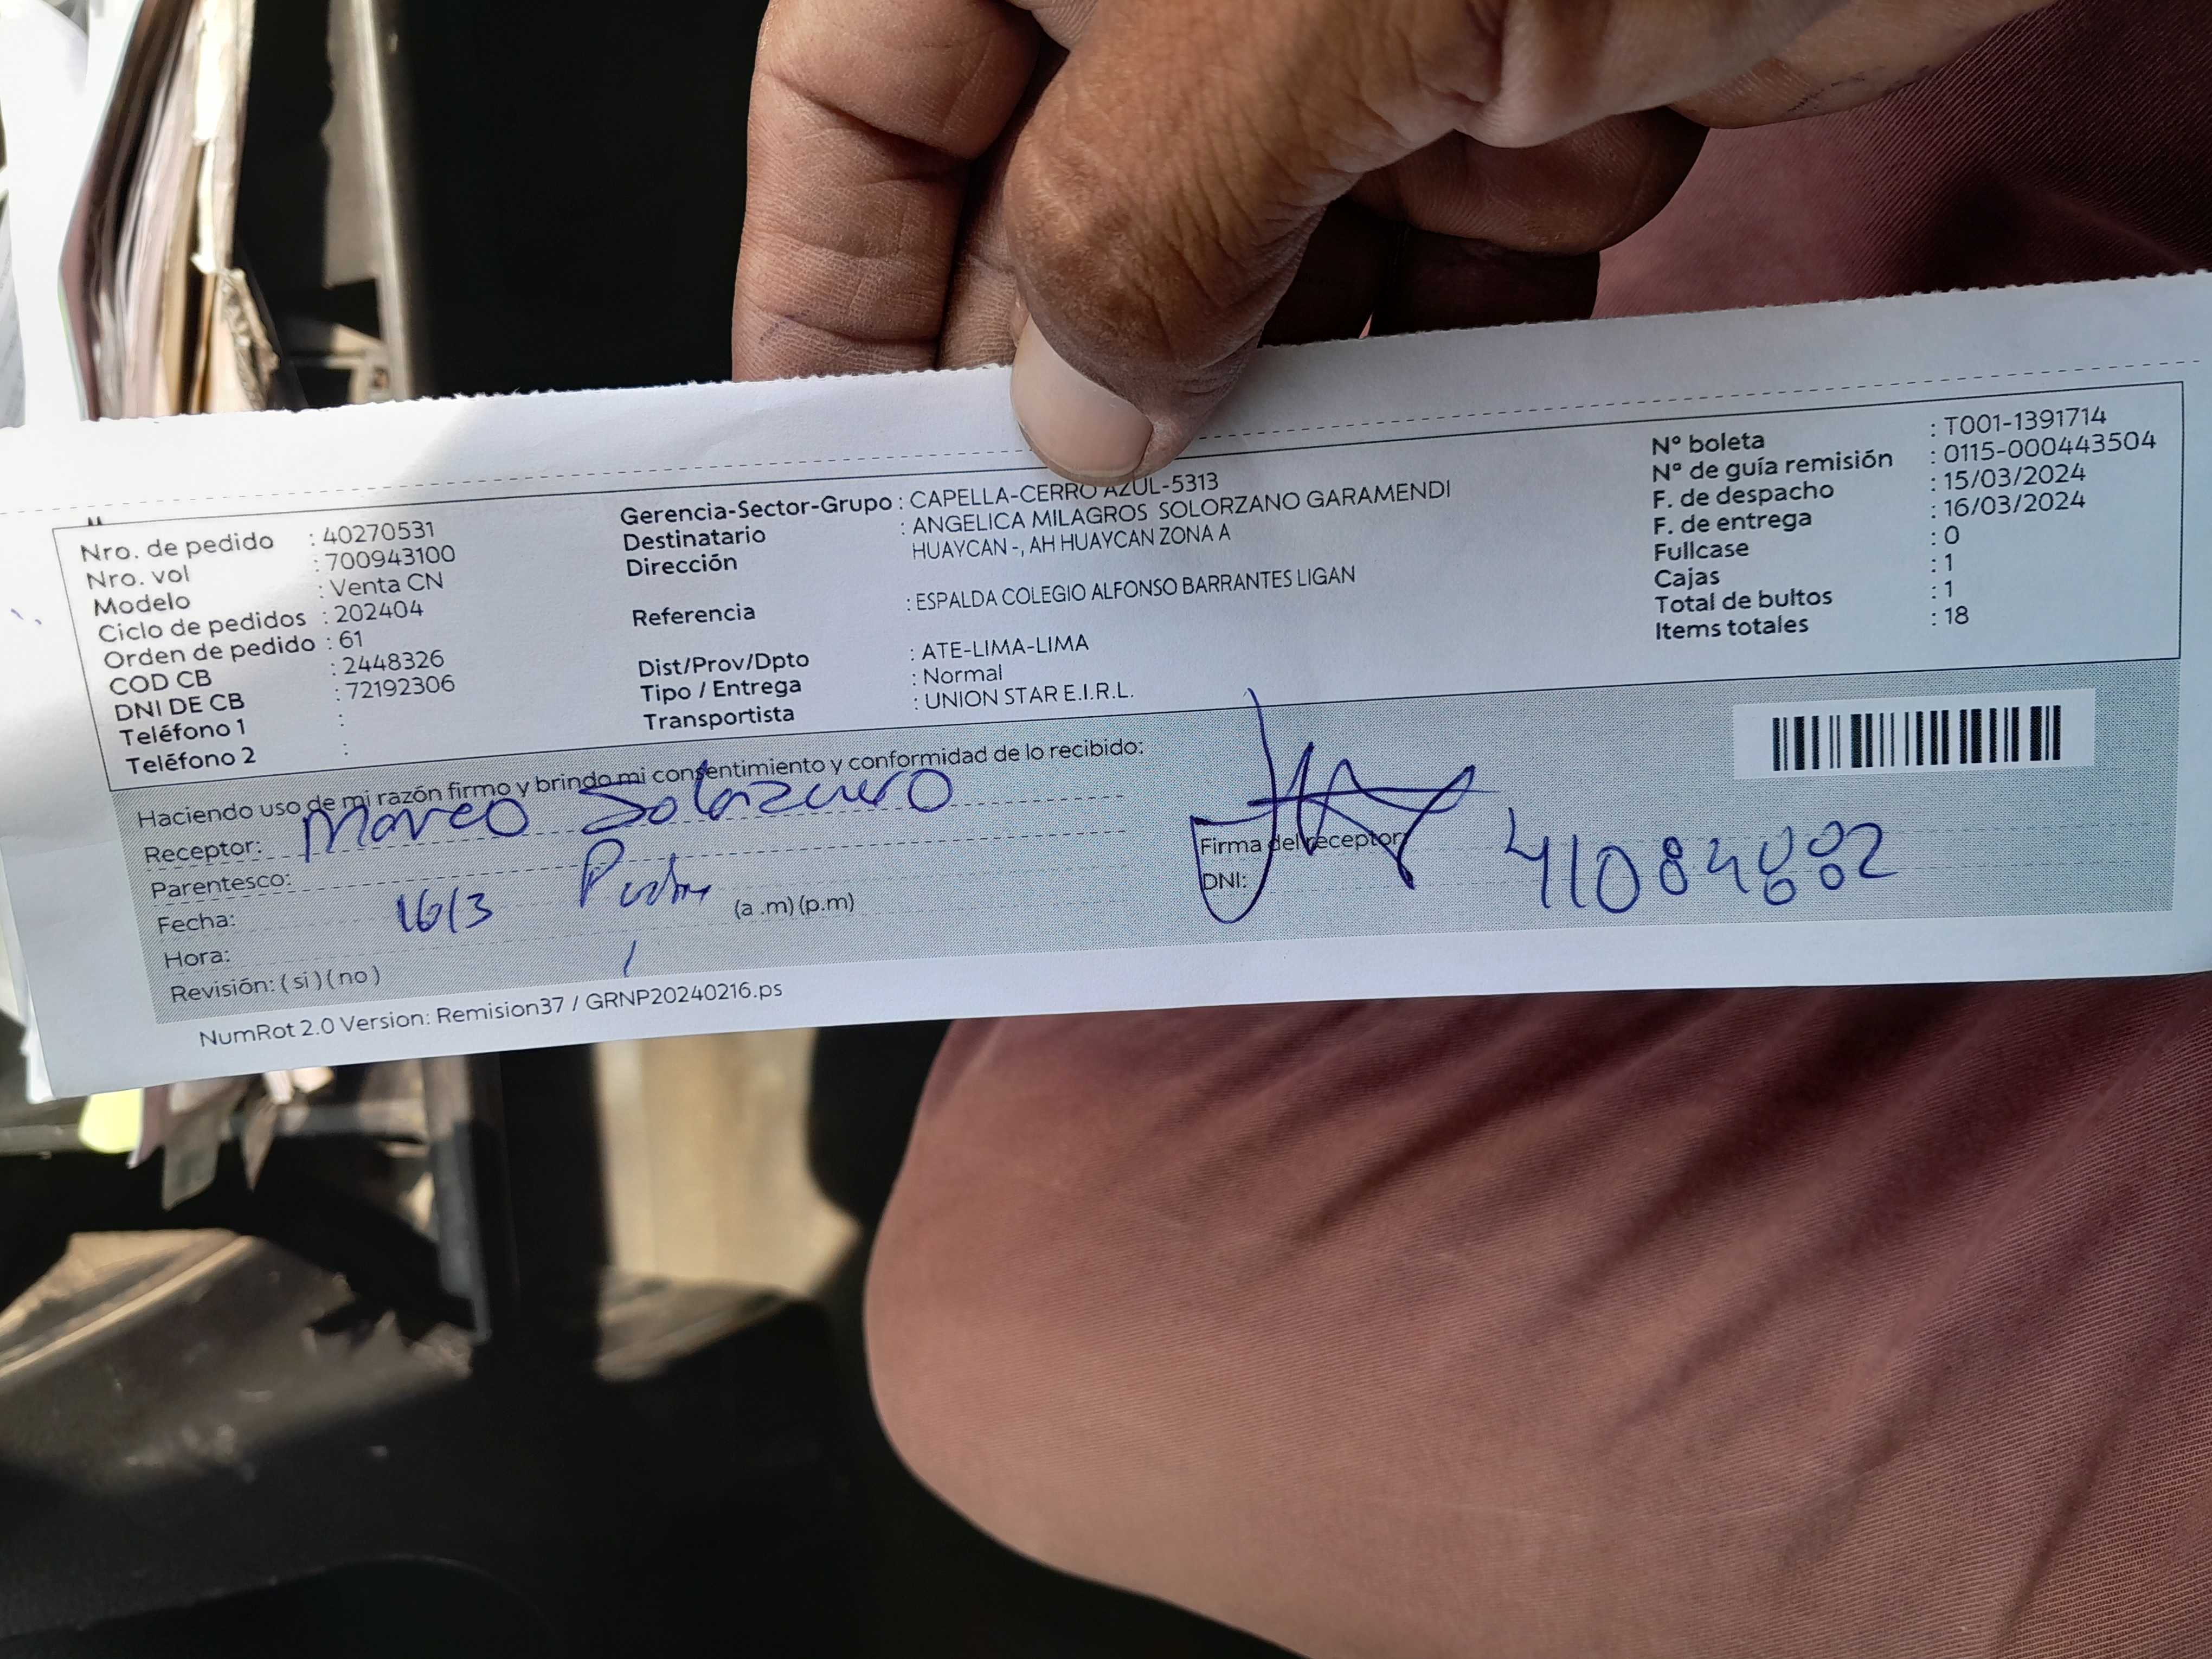 Nro. de pedido : 40270531
Nro. vol : 700943100
Modelo : Venta CN
Ciclo de pedidos : 202404
Orden de pedido : 61
COD CB : 2448326
DNI DE CB : 72192306
Teléfono 1 :
Teléfono 2 :
Gerencia-Sector-Grupo : CAPELLA-CERRO AZUL-5313
Destinatario : ANGELICA MILAGROS SOLORZANO GARAMENDI
Dirección HUAYCAN -, AH HUAYCAN ZONA A
Referencia : ESPALDA COLEGIO ALFONSO BARRANTES LIGAN
Dist/Prov/Dpto : ATE-LIMA-LIMA
Tipo / Entrega : Normal
Transportista : UNION STAR E.I.R.L.
N° boleta : T001-1391714
N° de guía remisión : 0115-000443504
F. de despacho : 15/03/2024
F. de entrega : 16/03/2024
Fullcase : 0
Cajas : 1
Total de bultos : 1
Items totales : 18
Haciendo uso de mi razón firmo y brindo mi consentimiento y conformidad de lo recibido:
Receptor:
Parentesco:
Fecha: 16/3
Hora: (a .m) (p.m)
Revisión: ( si ) ( no )
Firma del receptor:
DNI:
NumRot 2.0 Version: Remision37 / GRNP20240216.ps